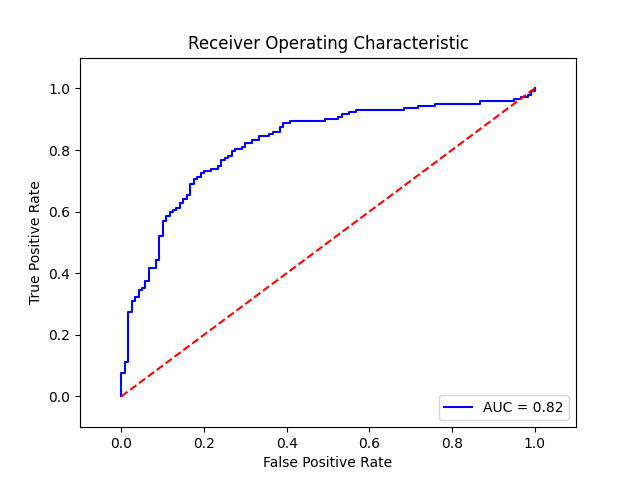 Receiver Operating Characteristic
True Positive Rate
1.0
0.8
0.6
0.4
0.2
0.0
AUC = 0.82
0.0 0.2 0.4 0.6 0.8 1.0
False Positive Rate